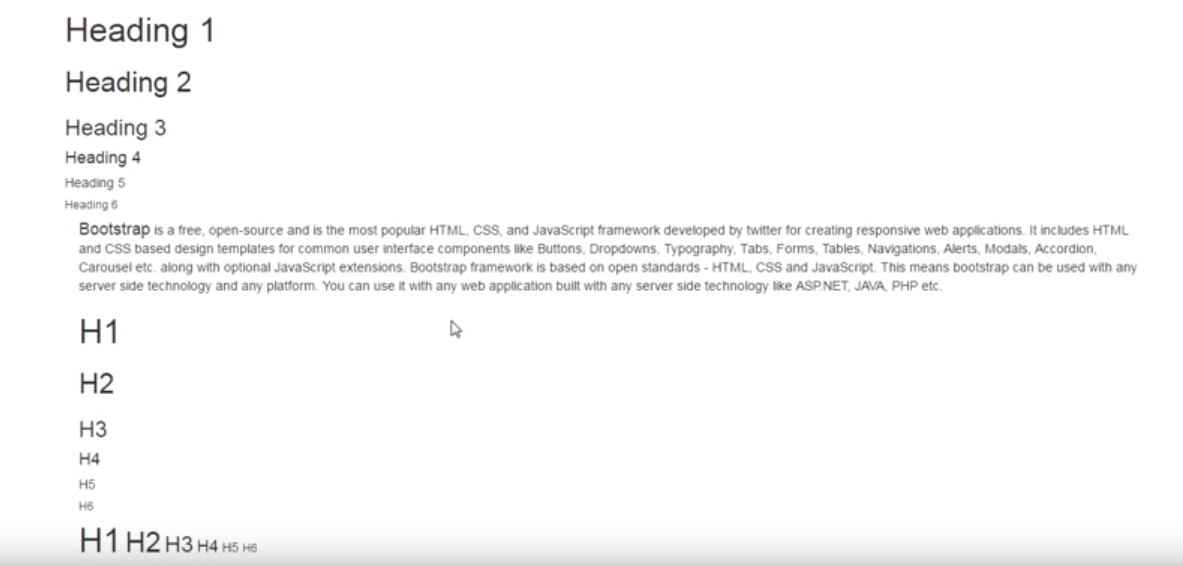 Heading 1
Heading 2
Heading 3
Heading 4
Heading 5
Heading 6
Bootstrap is a free, open-source and is the most popular HTML, CSS, and JavaScript framework developed by twitter for creating responsive web applications. It includes HTML
and CSS based design templates for common user interface components like Buttons, Dropdowns, Typography, Tabs, Forms, Tables, Navigations, Alerts, Modals, Accordion,
Carousel etc. along with optional JavaScript extensions. Bootstrap framework is based on open standards - HTML, CSS and JavaScript. This means bootstrap can be used with any
server side technology and any platform. You can use it with any web application built with any server side technology like ASP.NET, JAVA, PHP etc.
H1
H2
H3
H4
H5
H6
H1 H2 H3 H4 H5 H6